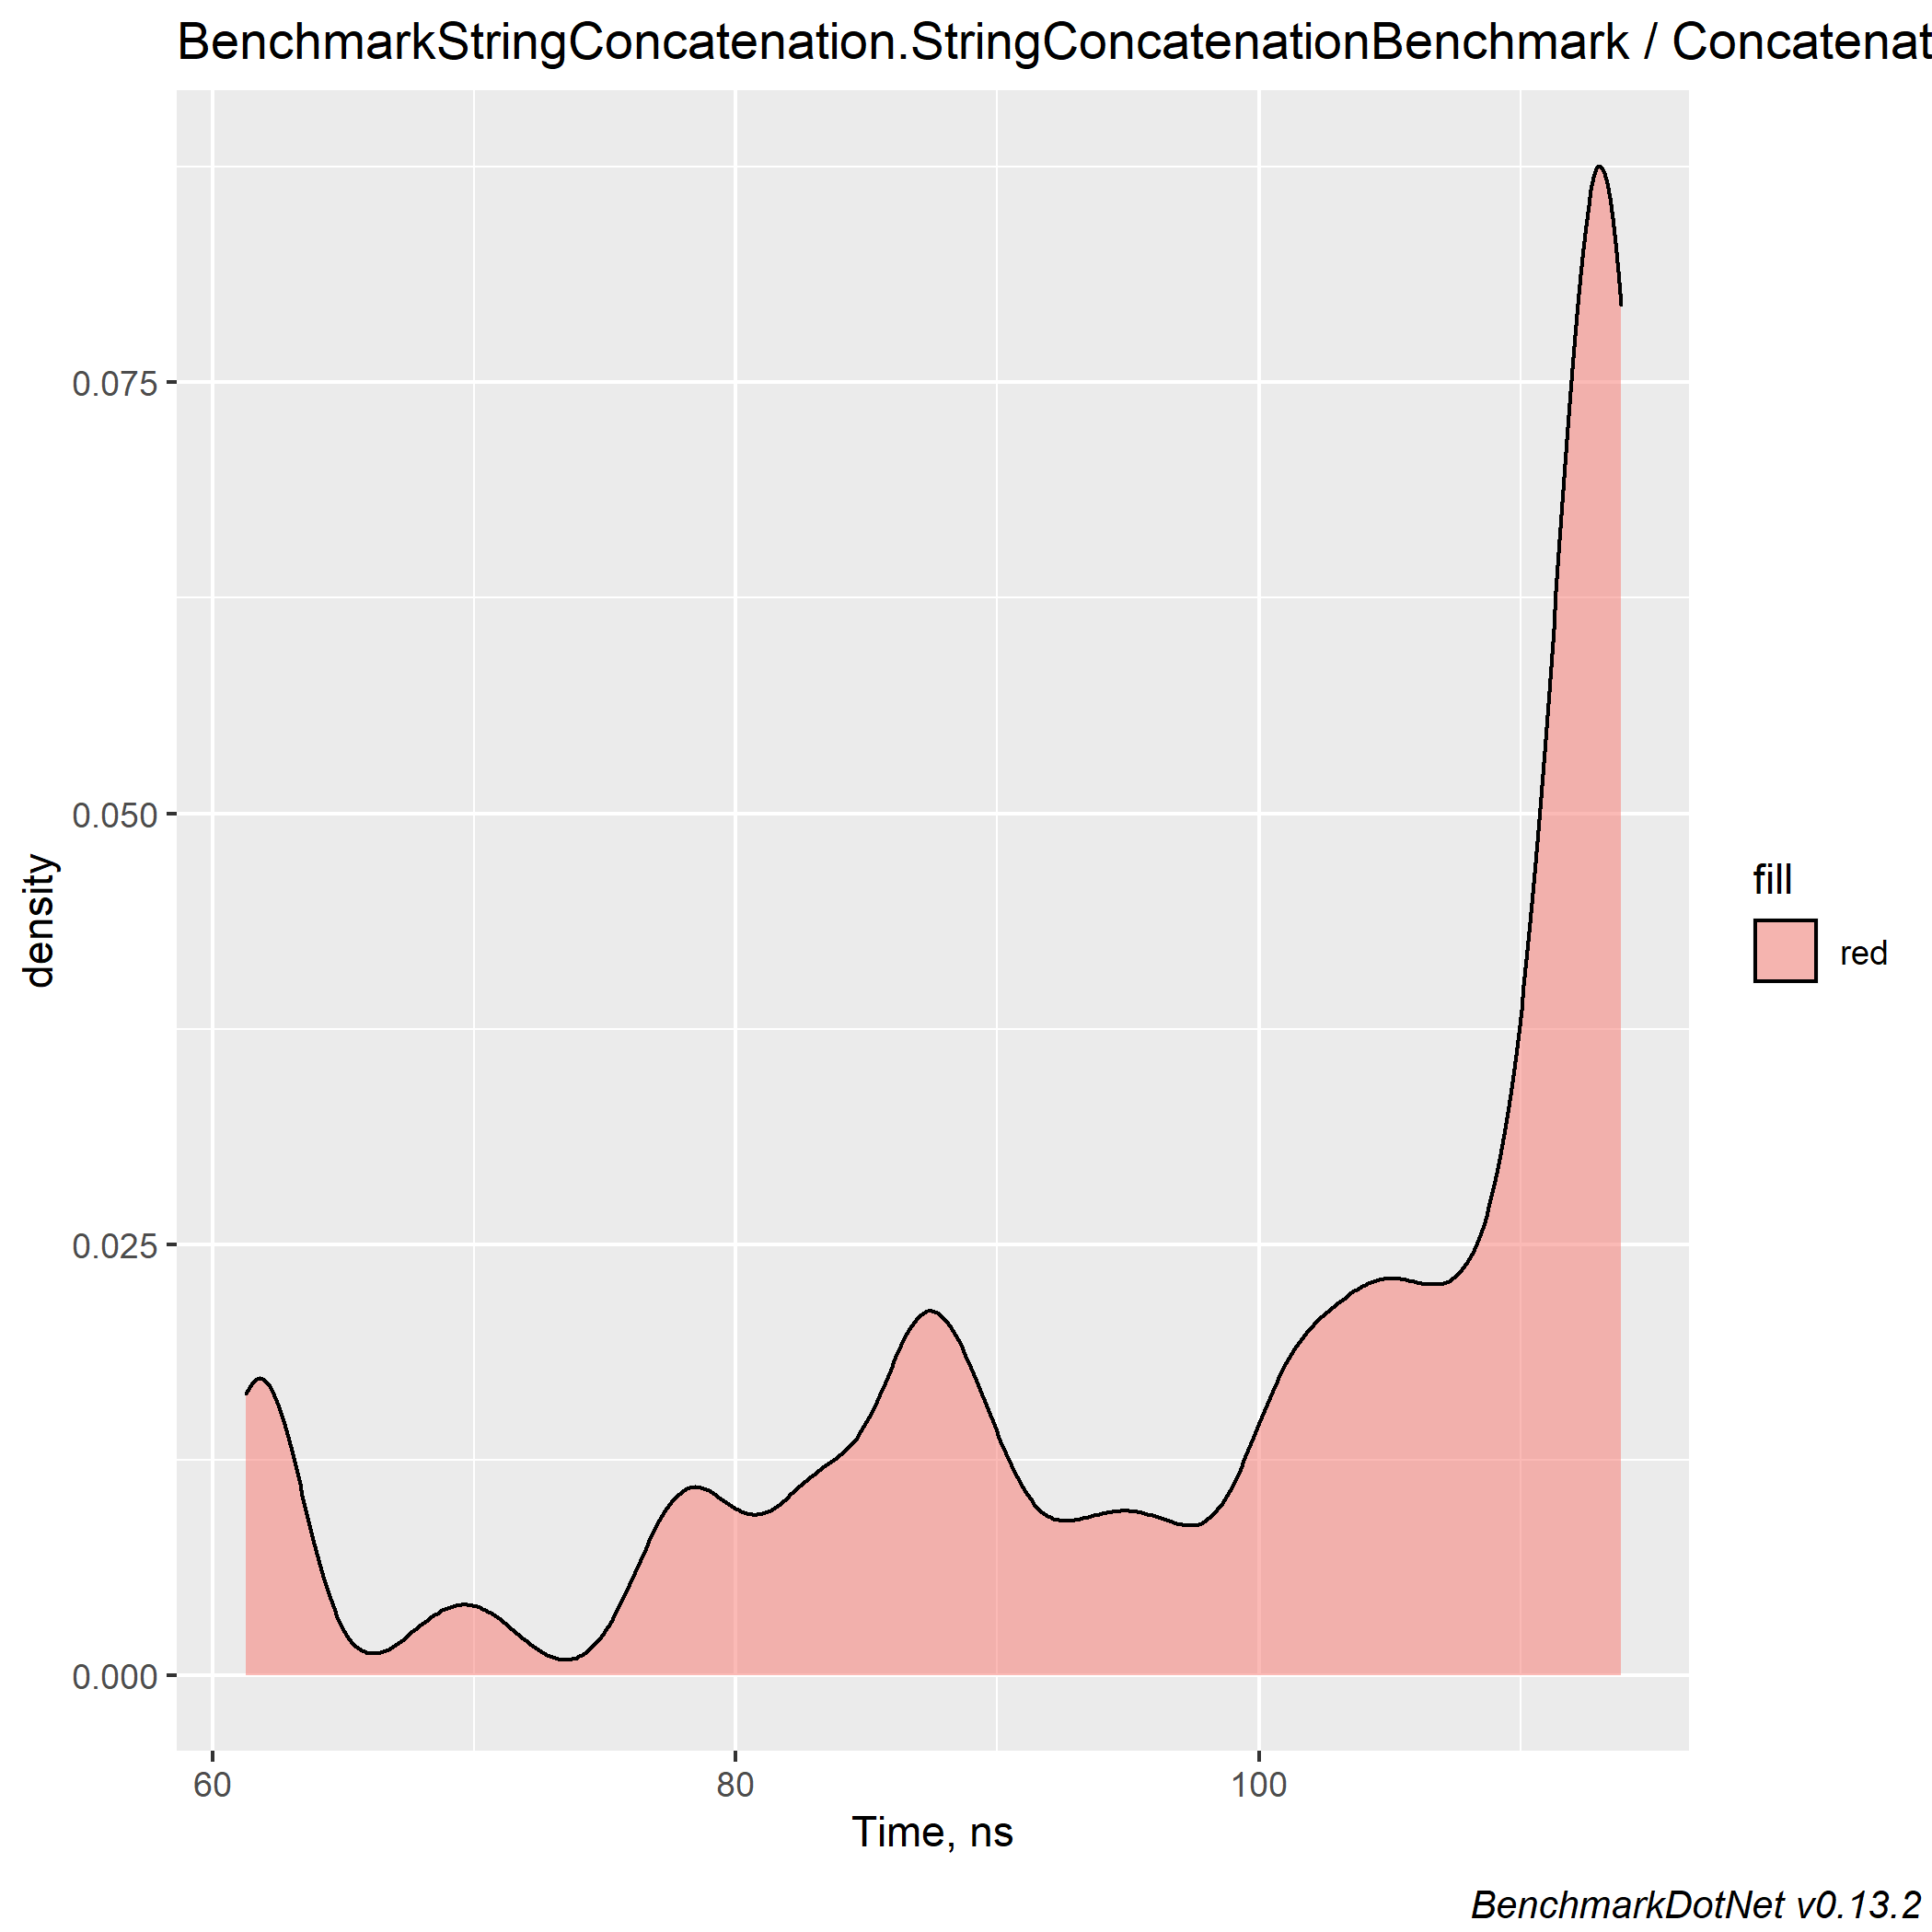 BenchmarkStringConcatenation.StringConcatenationBenchmark / Concatenat
0.075
0.050
0.025
0.000
density
60 80 100
Time, ns
fill
red
BenchmarkDotNet v0.13.2